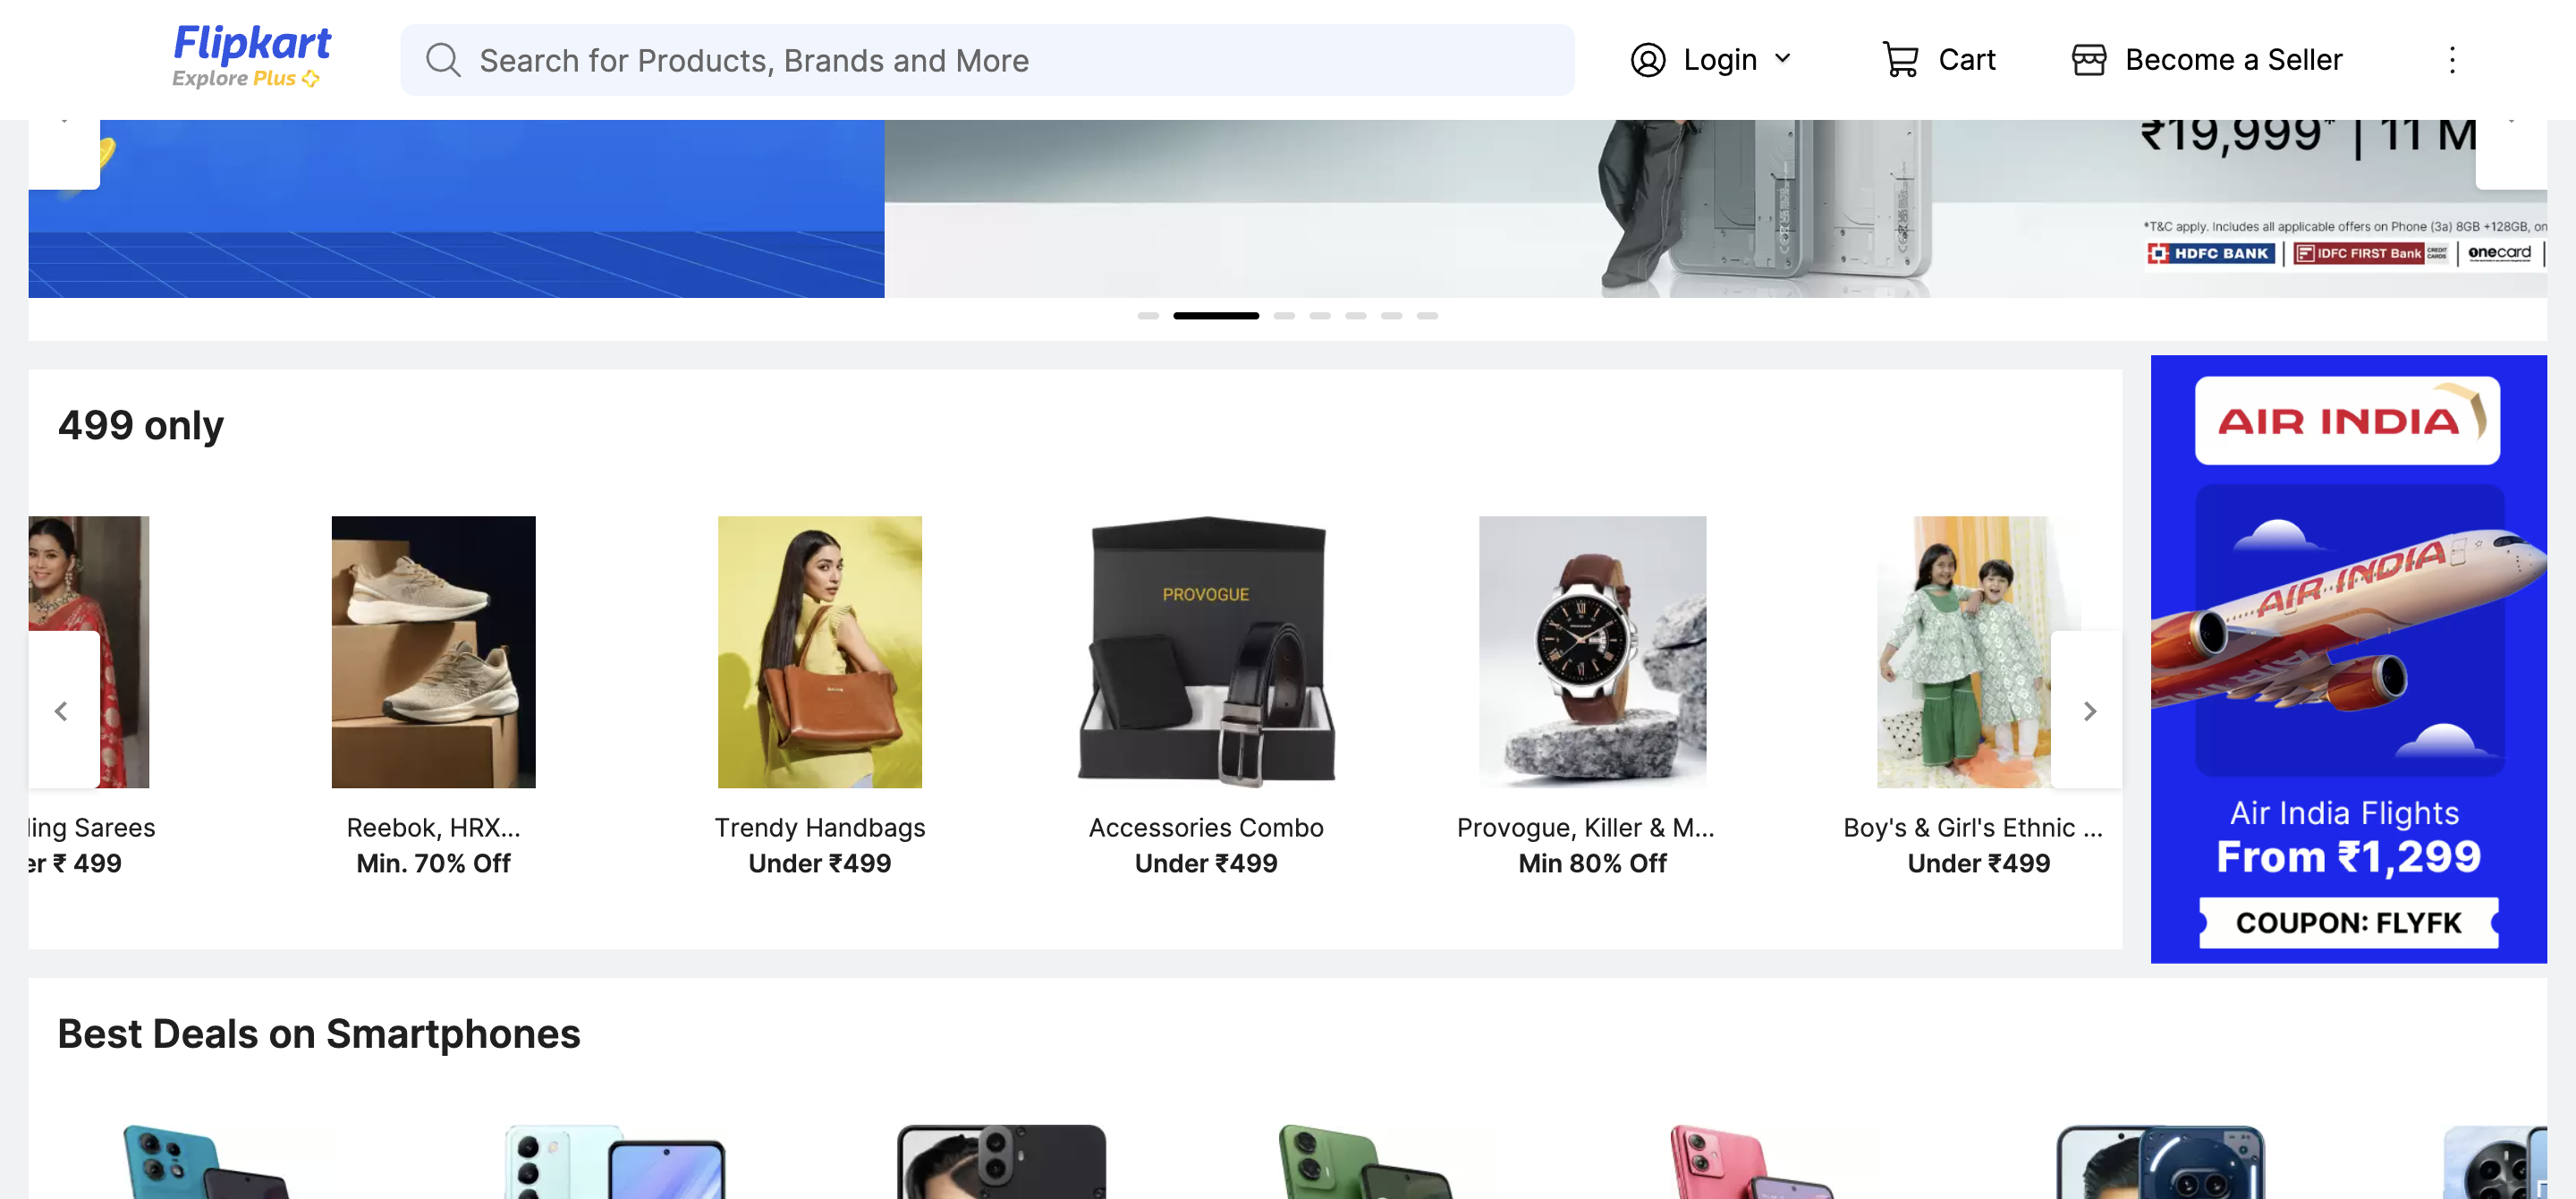 Flipkart
Explore Plus
Search for Products, Brands and More
Login
Cart
Become a Seller
₹19,999* | 11 M
*T&C apply. Includes all applicable offers on Phone (3a) 8GB +128GB, on
HDFC BANK | IDFC FIRST Bank CREDIT CARDS | onecard |
499 only
AIR INDIA
AIR INDIA
PROVOGUE
ling Sarees
er ₹ 499
Reebok, HRX...
Min. 70% Off
Trendy Handbags
Under ₹499
Accessories Combo
Under ₹499
Provogue, Killer & M...
Min 80% Off
Boy's & Girl's Ethnic ...
Under ₹499
Air India Flights
From ₹1,299
COUPON: FLYFK
Best Deals on Smartphones